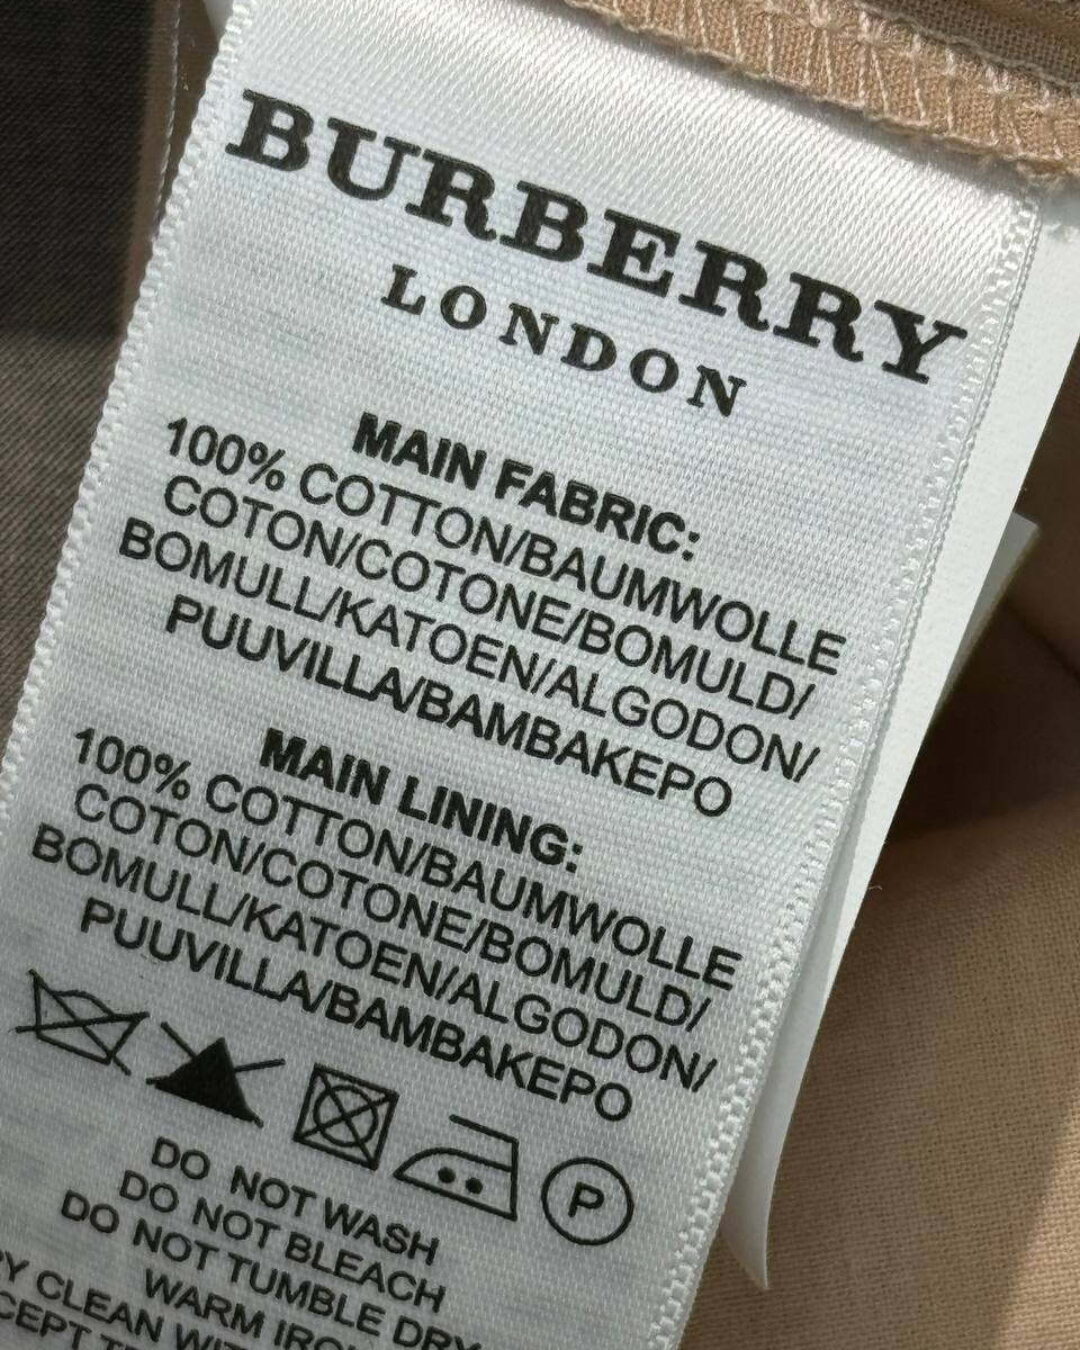 BURBERRY
LONDON
MAIN FABRIC:
100% COTTON/BAUMWOLLE
COTON/COTONE/BOMULD/
BOMULL/KATOEN/ALGODON/
PUUVILLA/BAMBAKEPO
MAIN LINING:
100% COTTON/BAUMWOLLE
COTON/COTONE/BOMULD/
BOMULL/KATOEN/ALGODON/
PUUVILLA/BAMBAKEPO
P
DO NOT WASH
DO NOT BLEACH
DO NOT TUMBLE DRY
WARM
CLEAN